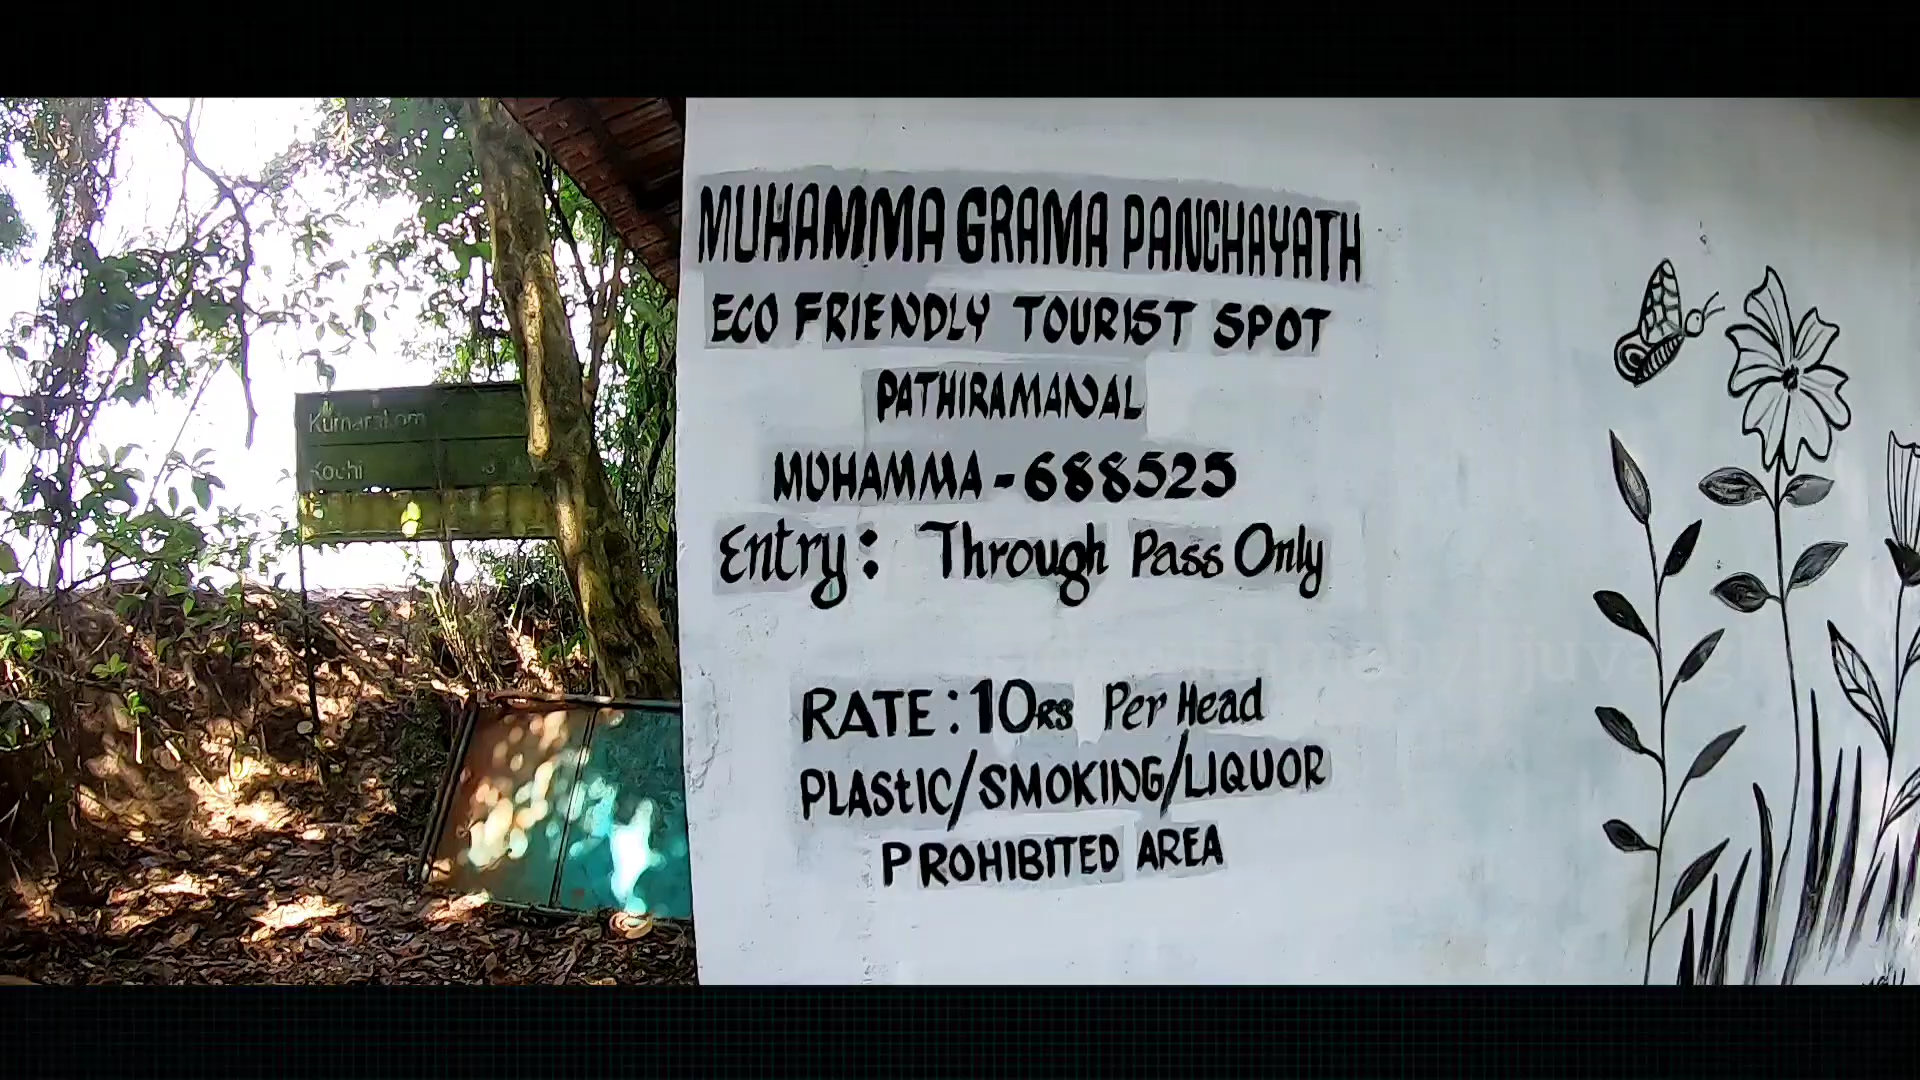 Kumarakom
Kochi
MUHAMMA GRAMA PANCHAYATH
ECO FRIENDLY TOURIST SPOT
PATHIRAMANAL
MUHAMMA - 688525
Entry : Through Pass Only
RATE : 10RS Per Head
PLAStIC/SMOKING/LIQUOR
PROHIBITED AREA